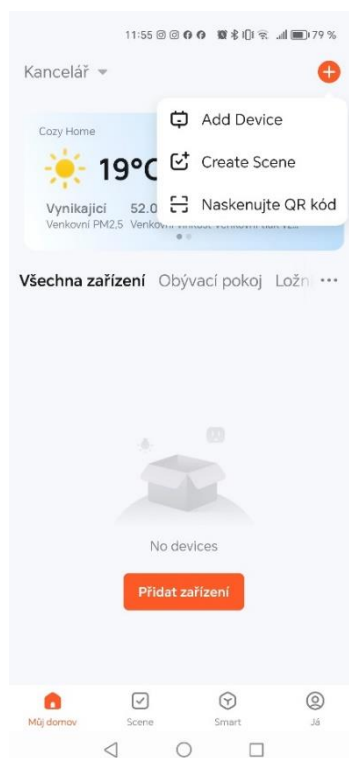 11:55 79 %
Kancelář
Add Device
Cozy Home
19°C
Create Scene
Vynikající 52.0
Naskenujte QR kód
Venkovní PM2,5
Všechna zařízení Obývací pokoj Ložn
No devices
Přidat zařízení
Můj domov Scene Smart Já